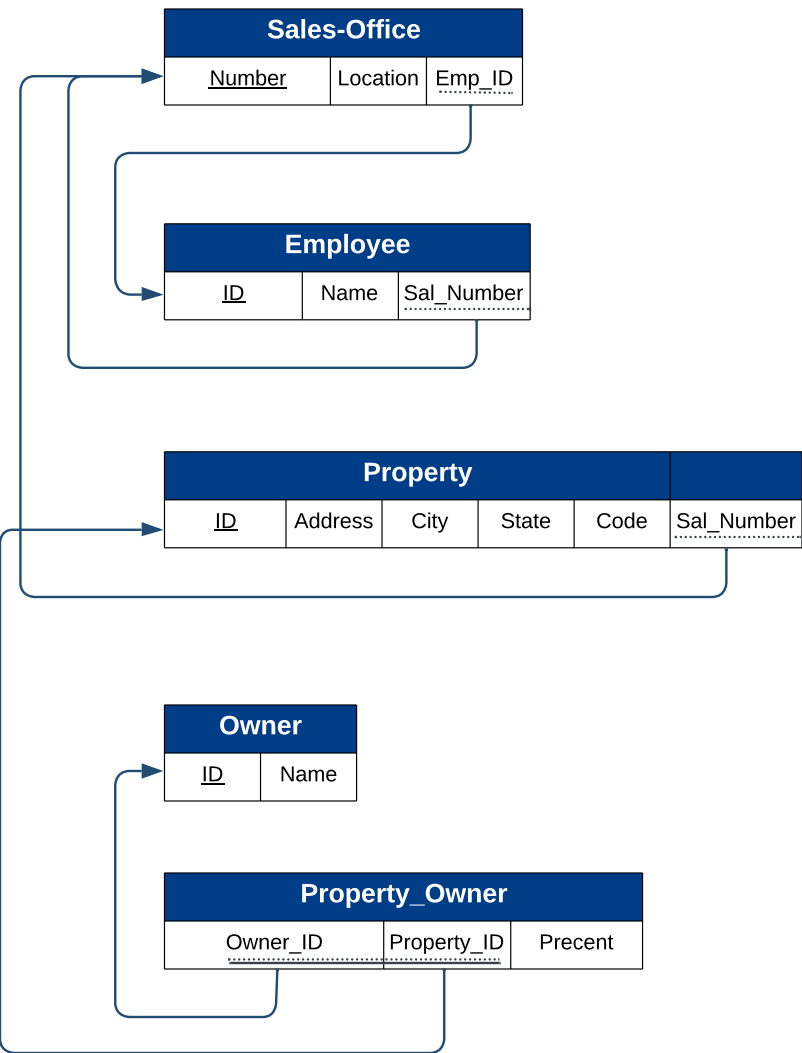 Sales-Office
Number Location Emp_ID
Employee
ID Name Sal_Number
Property
ID Address City State Code Sal_Number
Owner
ID Name
Property_Owner
Owner_ID Property_ID Precent